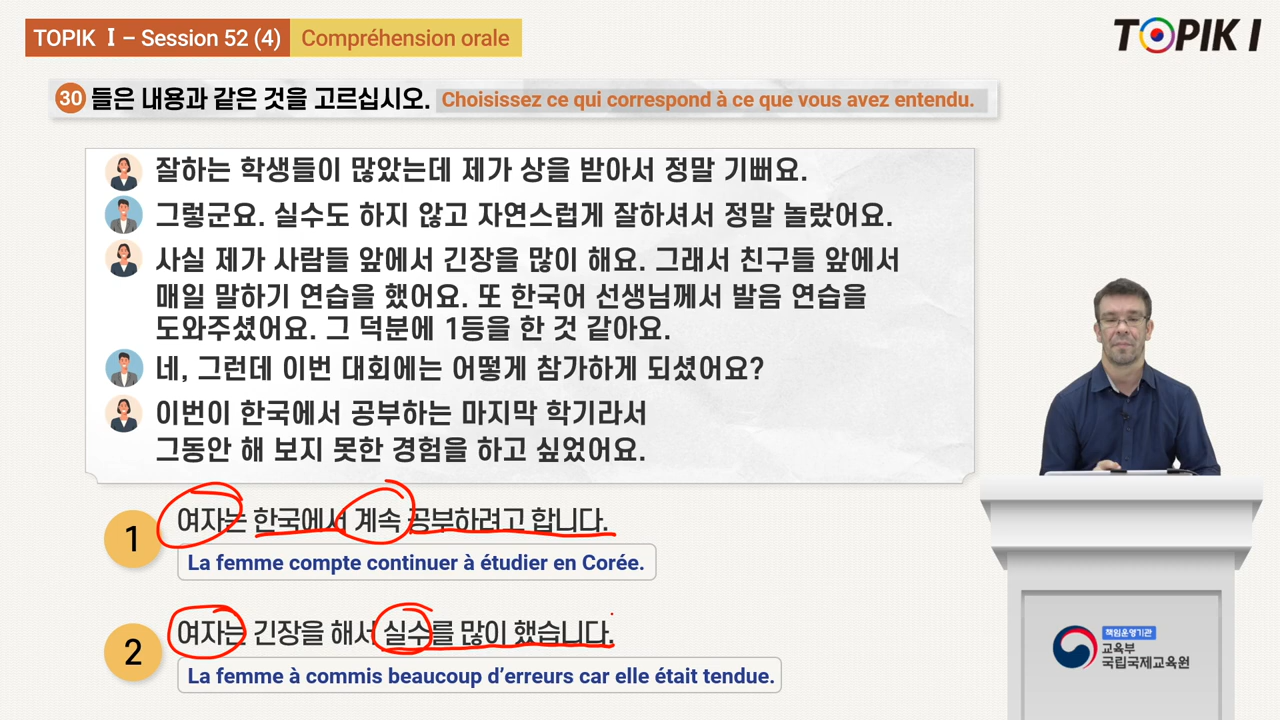 TOPIK Ⅰ – Session 52 (4) Compréhension orale
TOPIK I
30 들은 내용과 같은 것을 고르십시오. Choisissez ce qui correspond à ce que vous avez entendu.
잘하는 학생들이 많았는데 제가 상을 받아서 정말 기뻐요.
그렇군요. 실수도 하지 않고 자연스럽게 잘하셔서 정말 놀랐어요.
사실 제가 사람들 앞에서 긴장을 많이 해요. 그래서 친구들 앞에서
매일 말하기 연습을 했어요. 또 한국어 선생님께서 발음 연습을
도와주셨어요. 그 덕분에 1등을 한 것 같아요.
네, 그런데 이번 대회에는 어떻게 참가하게 되셨어요?
이번이 한국에서 공부하는 마지막 학기라서
그동안 해 보지 못한 경험을 하고 싶었어요.
1 여자는 한국에서 계속 공부하려고 합니다.
La femme compte continuer à étudier en Corée.
2 여자는 긴장을 해서 실수를 많이 했습니다.
La femme à commis beaucoup d’erreurs car elle était tendue.
책임운영기관
교육부
국립국제교육원